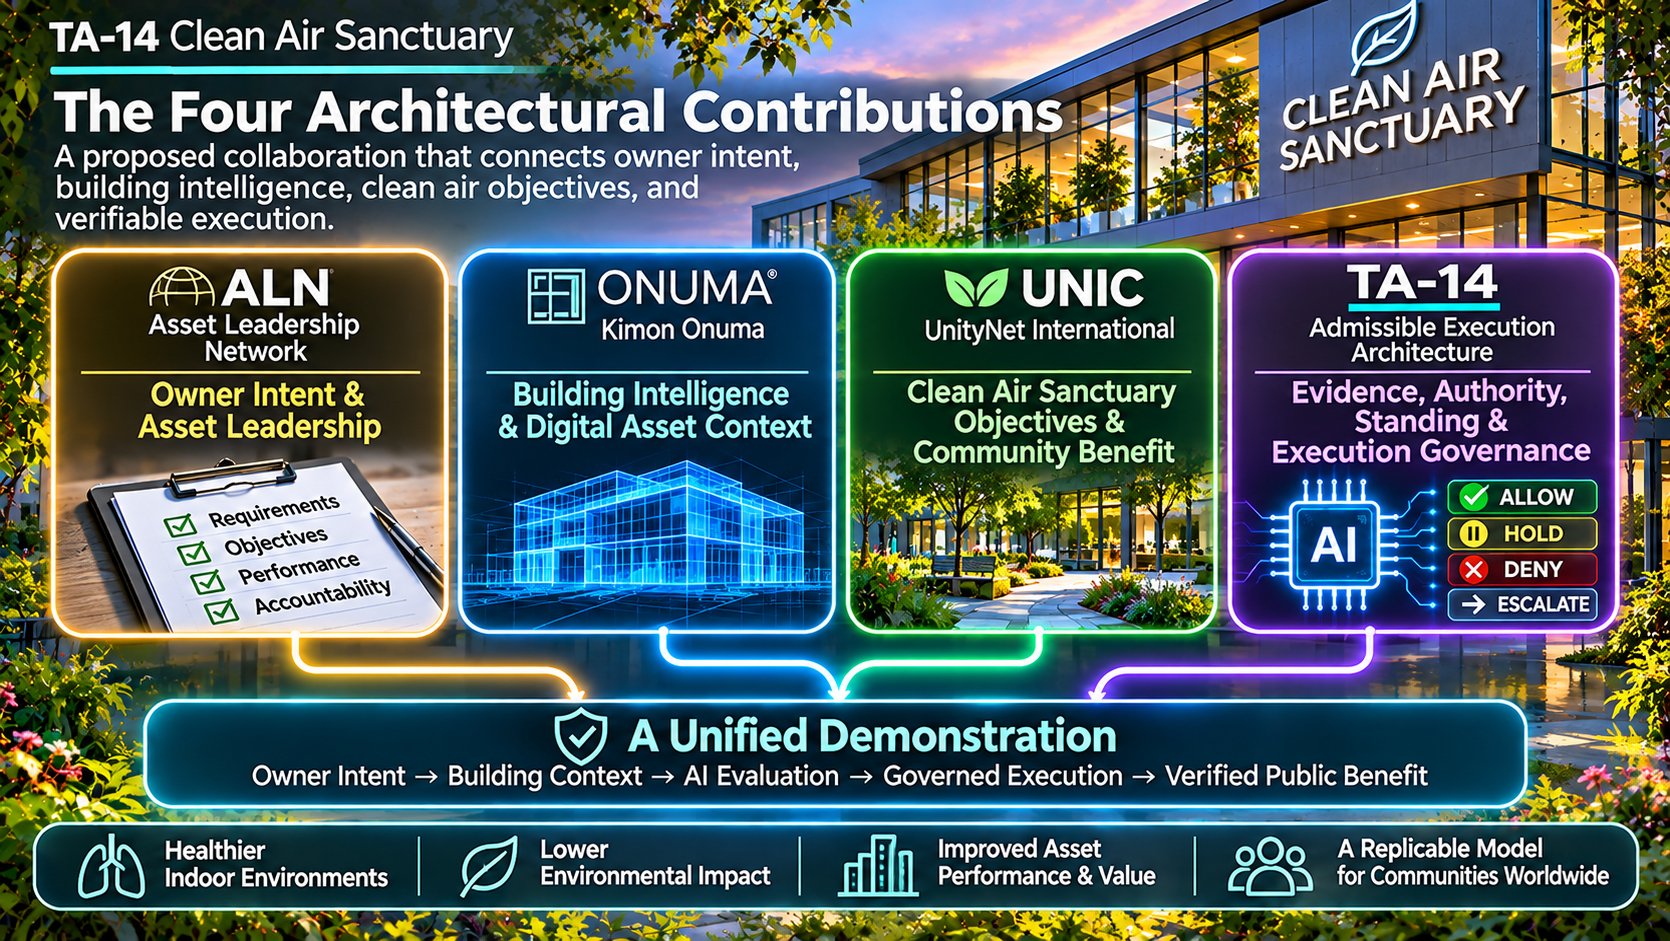 TA-14 Clean Air Sanctuary
The Four Architectural Contributions
A proposed collaboration that connects owner intent,
building intelligence, clean air objectives, and
verifiable execution.
CLEAN AIR
SANCTUARY
ALN
Asset Leadership
Network
Owner Intent &
Asset Leadership
Requirements
Objectives
Performance
Accountability
ONUMA®
Kimon Onuma
Building Intelligence
& Digital Asset Context
UNIC
UnityNet International
Clean Air Sanctuary
Objectives &
Community Benefit
TA-14
Admissible Execution
Architecture
Evidence, Authority,
Standing &
Execution Governance
AI
ALLOW
HOLD
DENY
→ ESCALATE
A Unified Demonstration
Owner Intent → Building Context → AI Evaluation → Governed Execution → Verified Public Benefit
Healthier
Indoor Environments
Lower
Environmental Impact
Improved Asset
Performance & Value
A Replicable Model
for Communities Worldwide